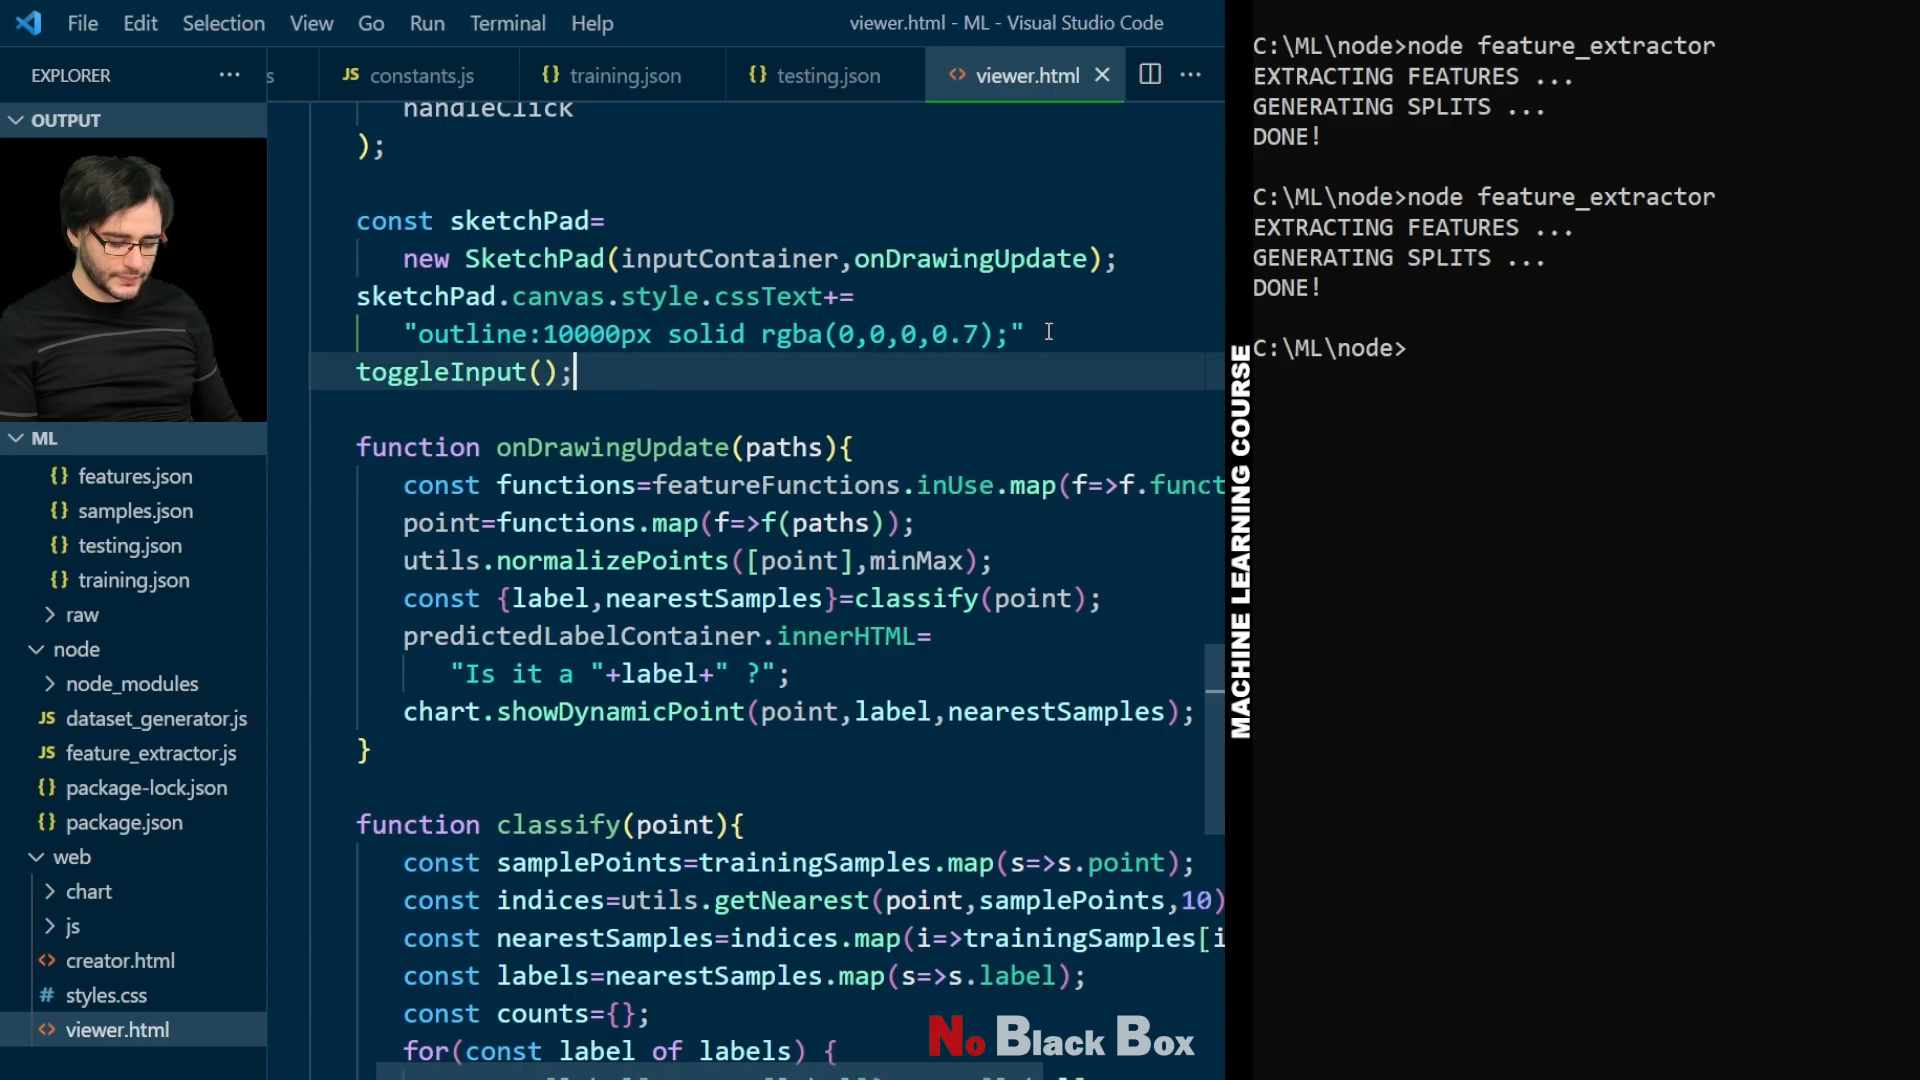 File Edit Selection View Go Run Terminal Help
viewer.html - ML - Visual Studio Code
EXPLORER ...
s
JS constants.js
{} training.json
{} testing.json
<> viewer.html ×
OUTPUT
ML
{} features.json
{} samples.json
{} testing.json
{} training.json
raw
node
node_modules
JS dataset_generator.js
JS feature_extractor.js
{} package-lock.json
{} package.json
web
chart
js
<> creator.html
# styles.css
<> viewer.html
handleClick
);
const sketchPad=
new SketchPad(inputContainer,onDrawingUpdate);
sketchPad.canvas.style.cssText+=
"outline:10000px solid rgba(0,0,0,0.7);"
toggleInput();
function onDrawingUpdate(paths){
const functions=featureFunctions.inUse.map(f=>f.funct
point=functions.map(f=>f(paths));
utils.normalizePoints([point],minMax);
const {label,nearestSamples}=classify(point);
predictedLabelContainer.innerHTML=
"Is it a "+label+" ?";
chart.showDynamicPoint(point,label,nearestSamples);
}
function classify(point){
const samplePoints=trainingSamples.map(s=>s.point);
const indices=utils.getNearest(point,samplePoints,10)
const nearestSamples=indices.map(i=>trainingSamples[i
const labels=nearestSamples.map(s=>s.label);
const counts={};
for(const label of labels) {
No Black Box
MACHINE LEARNING COURSE
C:\ML\node>node feature_extractor
EXTRACTING FEATURES ...
GENERATING SPLITS ...
DONE!
C:\ML\node>node feature_extractor
EXTRACTING FEATURES ...
GENERATING SPLITS ...
DONE!
C:\ML\node>